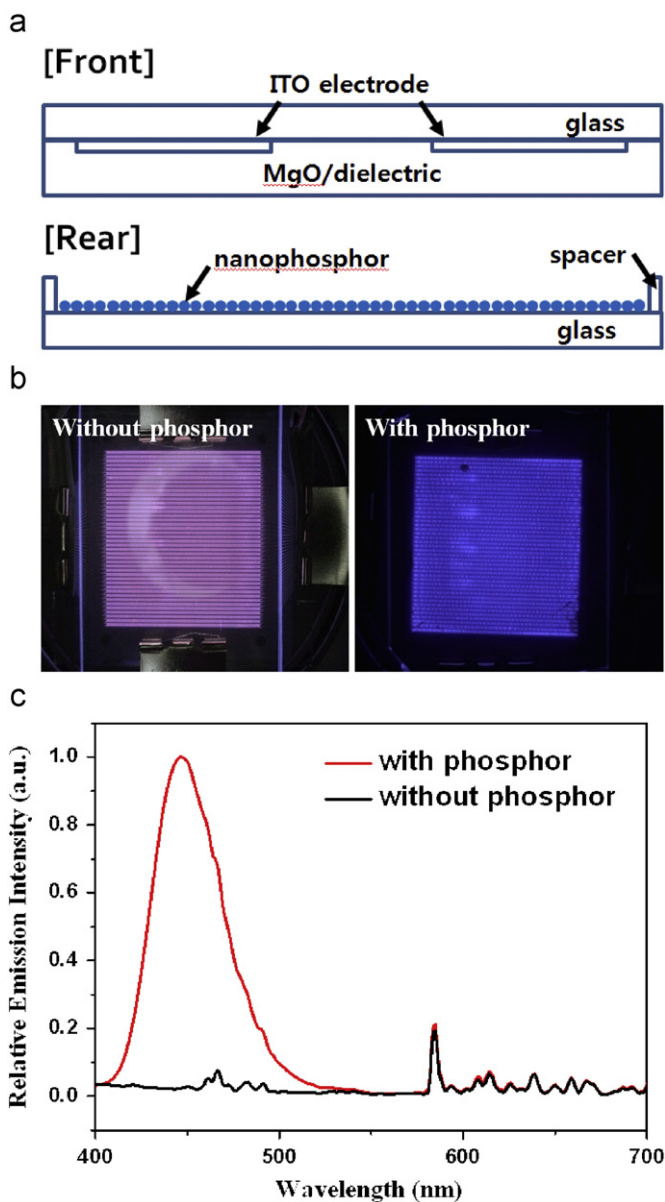 a
[Front]
ITO electrode
glass
MgO/dielectric
[Rear]
nanophosphor
spacer
glass
b
Without phosphor
With phosphor
c
with phosphor
without phosphor
Relative Emission Intensity (a.u.)
1.0
0.8
0.6
0.4
0.2
0.0
400
500
600
700
Wavelength (nm)